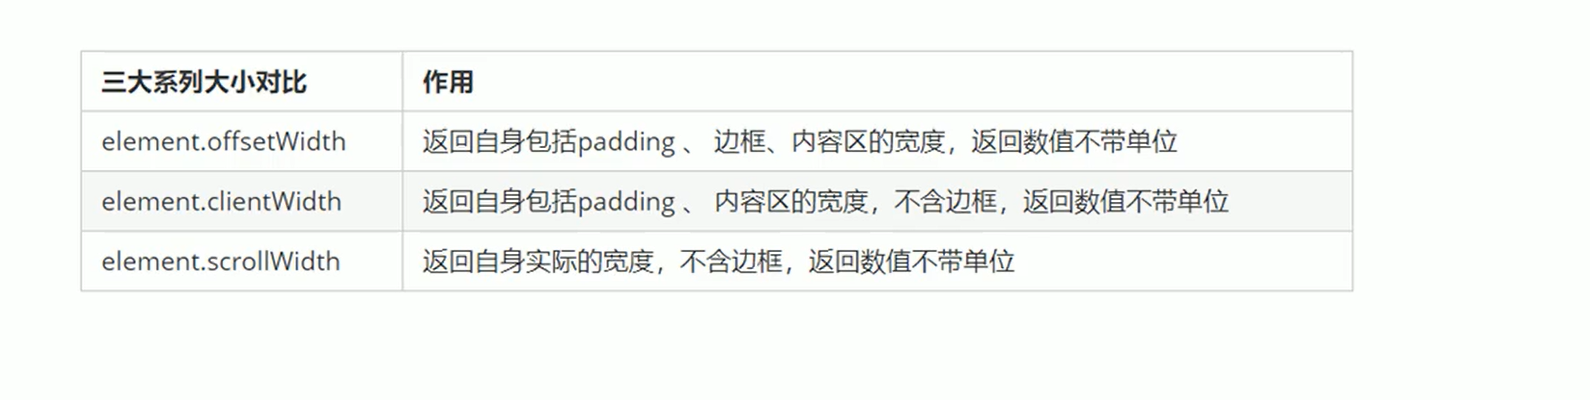 三大系列大小对比 作用
element.offsetWidth 返回自身包括padding 、 边框、内容区的宽度，返回数值不带单位
element.clientWidth 返回自身包括padding 、 内容区的宽度，不含边框，返回数值不带单位
element.scrollWidth 返回自身实际的宽度，不含边框，返回数值不带单位